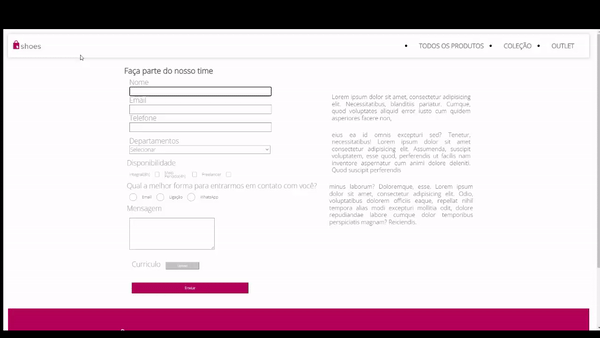 shoes
TODOS OS PRODUTOS
COLEÇÃO
OUTLET
Faça parte do nosso time
Nome
Email
Telefone
Departamentos
Selecionar
Disponibilidade
Integral(8h)
Presencial
Qual a melhor forma para entrarmos em contato com você?
Email
Ligação
Whatsapp
Mensagem
Currículo
Enviar
Lorem ipsum dolor sit amet, consectetur adipisicing
elit. Necessitatibus, blanditiis pariatur. Cumque,
quod voluptates aliquid error iusto cum quidem
asperiores facere non,
eius ea id omnis excepturi sed? Tenetur,
necessitatibus! Lorem ipsum dolor sit amet
consectetur adipisicing elit. Assumenda, suscipit
voluptatem, esse quod, perferendis ut facilis nam
inventore aspernatur cum animi dolore deleniti.
Quod suscipit perferendis
minus laborum? Doloremque, esse. Lorem ipsum
dolor sit amet, consectetur adipisicing elit. Odio,
voluptatibus dolorem officiis eaque, repellat nihil
tempora alias modi excepturi mollitia edit, dolore
repudiandae labore cumque dolor temporibus
perspiciatis magnam? Reiciendis.